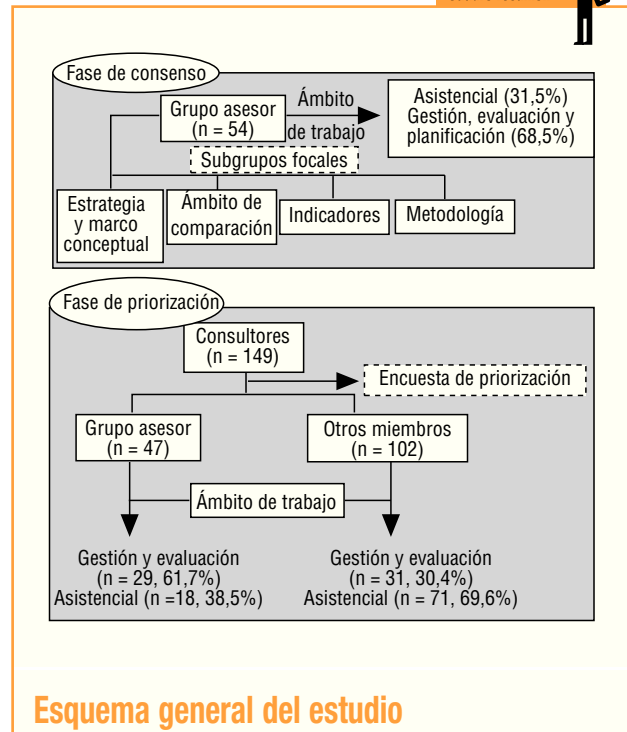 Fase de consenso
Grupo asesor
(n = 54)
Ámbito
de trabajo
Asistencial (31,5%)
Gestión, evaluación y
planificación (68,5%)
Subgrupos focales
Estrategia
y marco
conceptual
Ámbito de
comparación
Indicadores
Metodología
Fase de priorización
Consultores
(n = 149)
Encuesta de priorización
Grupo asesor
(n = 47)
Otros miembros
(n = 102)
Ámbito de trabajo
Gestión y evaluación
(n = 29, 61,7%)
Asistencial (n =18, 38,5%)
Gestión y evaluación
(n = 31, 30,4%)
Asistencial (n = 71, 69,6%)
Esquema general del estudio